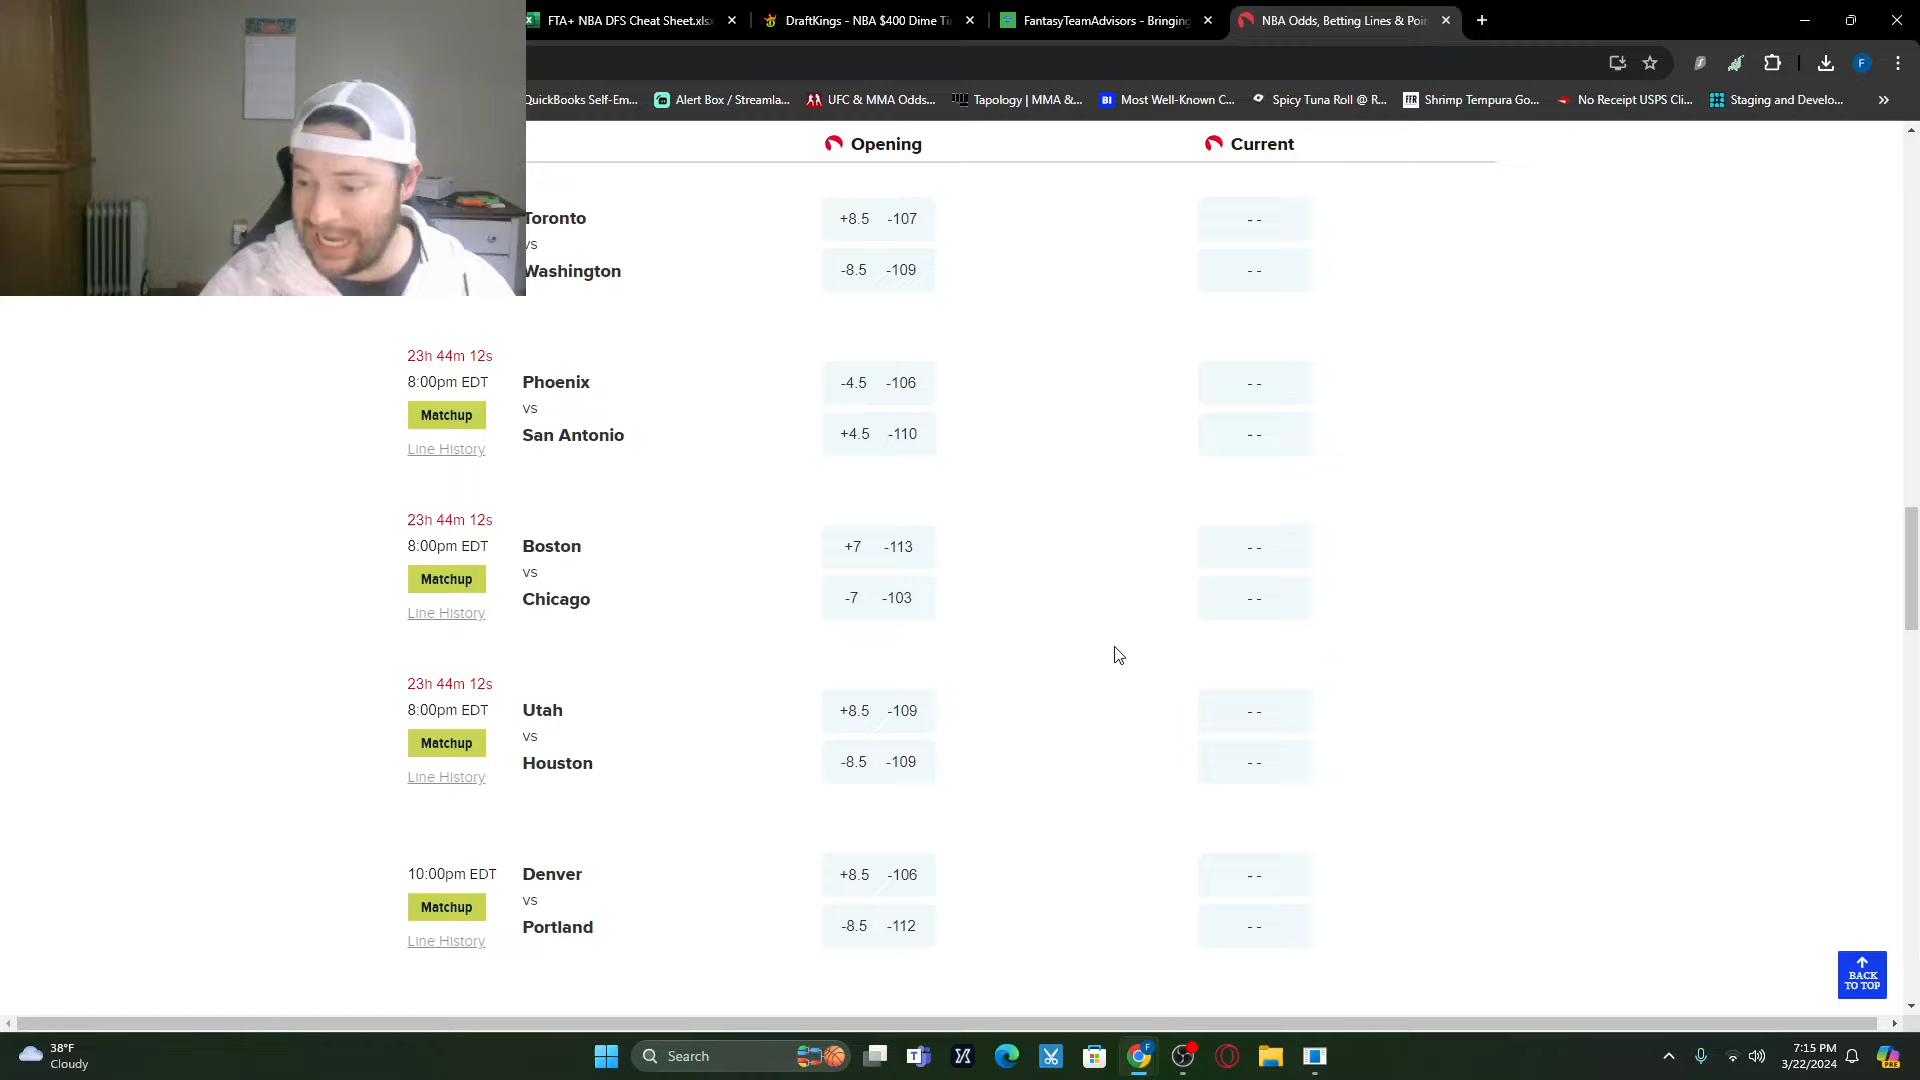 FTA+ NBA DFS Cheat Sheet.xlsx
DraftKings - NBA $400 Dime Ti
FantasyTeamAdvisors - Bringing
NBA Odds, Betting Lines & Poin
F
QuickBooks Self-Em...
Alert Box / Streamla...
UFC & MMA Odds...
Tapology | MMA &...
BI Most Well-Known C...
Spicy Tuna Roll @ R...
FFR Shrimp Tempura Go...
No Receipt USPS Cli...
Staging and Develo...
»
Opening Current
Toronto +8.5 -107 - -
vs
Washington -8.5 -109 - -
23h 44m 12s
8:00pm EDT Phoenix -4.5 -106 - -
Matchup vs
San Antonio +4.5 -110 - -
Line History
23h 44m 12s
8:00pm EDT Boston +7 -113 - -
Matchup vs
Chicago -7 -103 - -
Line History
23h 44m 12s
8:00pm EDT Utah +8.5 -109 - -
Matchup vs
Houston -8.5 -109 - -
Line History
10:00pm EDT Denver +8.5 -106 - -
Matchup vs
Portland -8.5 -112 - -
Line History
BACK
TO TOP
38°F
Cloudy
Search
7:15 PM
3/22/2024
PRE